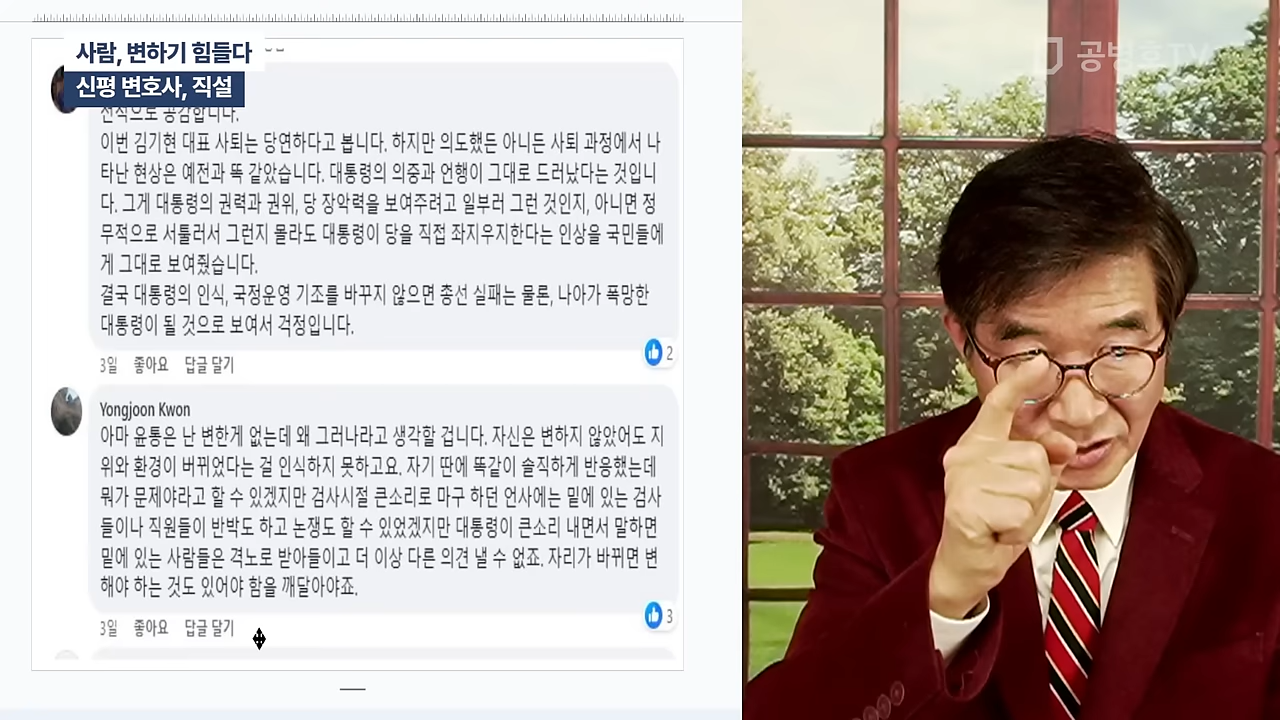 사람, 변하기 힘들다
신평 변호사, 직설
공병호TV
전적으로 공감합니다.
이번 김기현 대표 사퇴는 당연하다고 봅니다. 하지만 의도했든 아니든 사퇴 과정에서 나
타난 현상은 예전과 똑 같았습니다. 대통령의 의중과 언행이 그대로 드러났다는 것입니
다. 그게 대통령의 권력과 권위, 당 장악력을 보여주려고 일부러 그런 것인지, 아니면 정
무적으로 서툴러서 그런지 몰라도 대통령이 당을 직접 좌지우지한다는 인상을 국민들에
게 그대로 보여줬습니다.
결국 대통령의 인식, 국정운영 기조를 바꾸지 않으면 총선 실패는 물론, 나아가 폭망한
대통령이 될 것으로 보여서 걱정입니다.
2
3일 좋아요 답글 달기
Yongjoon Kwon
아마 윤통은 난 변한게 없는데 왜 그러나라고 생각할 겁니다. 자신은 변하지 않았어도 지
위와 환경이 버뀌었다는 걸 인식하지 못하고요. 자기 딴에 똑같이 솔직하게 반응했는데
뭐가 문제야라고 할 수 있겠지만 검사시절 큰소리로 마구 하던 언사에는 밑에 있는 검사
들이나 직원들이 반박도 하고 논쟁도 할 수 있었겠지만 대통령이 큰소리 내면서 말하면
밑에 있는 사람들은 격노로 받아들이고 더 이상 다른 의견 낼 수 없죠. 자리가 바뀌면 변
해야 하는 것도 있어야 함을 깨달아야죠.
3
3일 좋아요 답글 달기